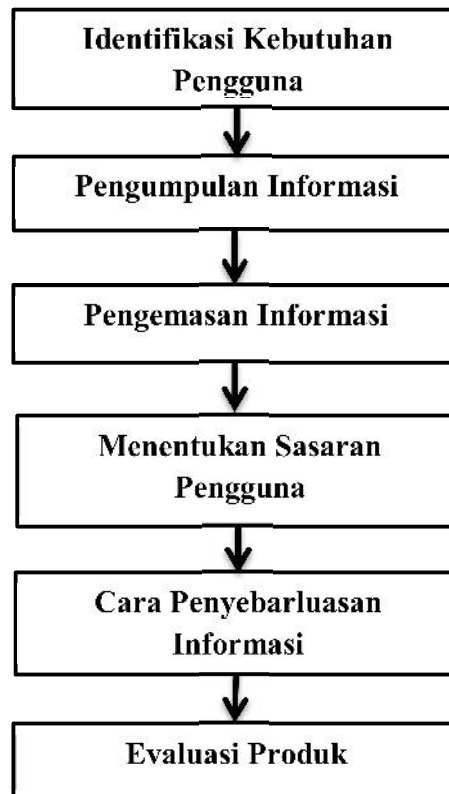 Identifikasi Kebutuhan
Pengguna
Pengumpulan Informasi
Pengemasan Informasi
Menentukan Sasaran
Pengguna
Cara Penyebarluasan
Informasi
Evaluasi Produk